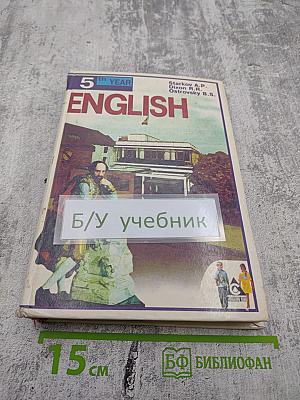 5th YEAR
Starkov A.P.
Dixon R.R.
Ostrovsky B.S.
ENGLISH
Б/У учебник
15 см
БФ БИБЛИОФАН